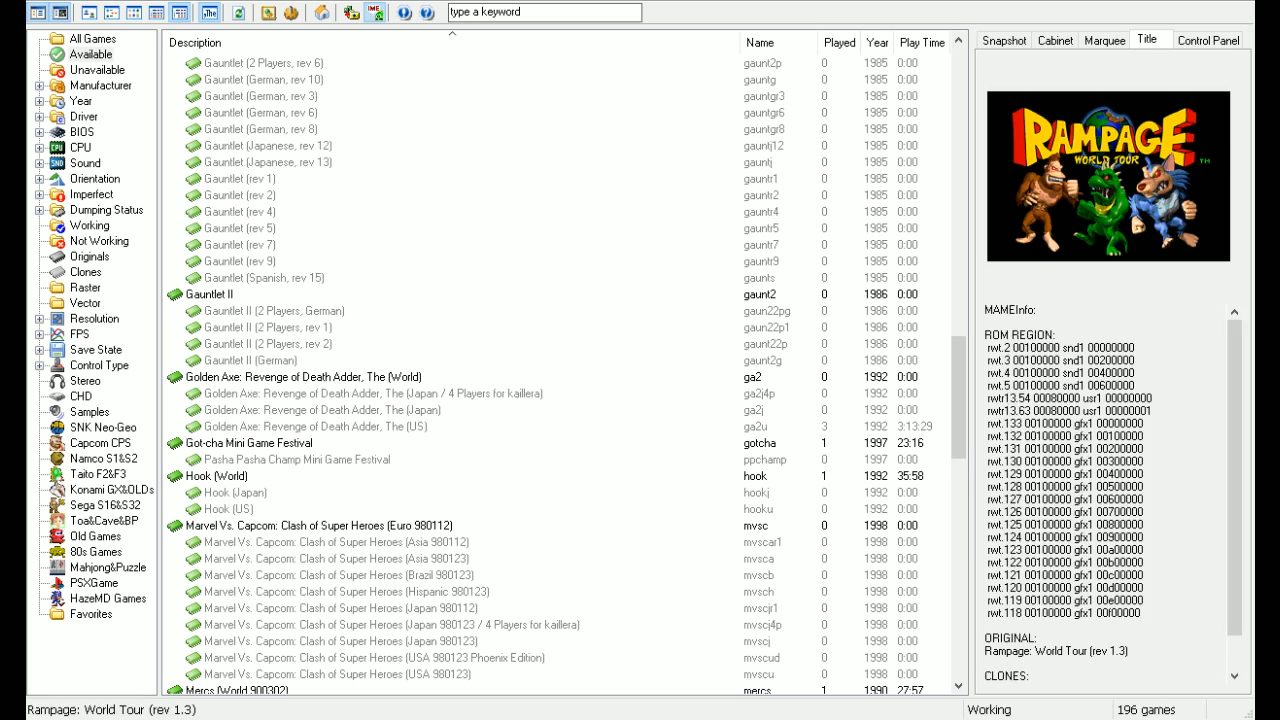 type a keyword
All Games
Available
Unavailable
Manufacturer
Year
Driver
BIOS
CPU
Sound
Orientation
Imperfect
Dumping Status
Working
Not Working
Originals
Clones
Raster
Vector
Resolution
FPS
Save State
Control Type
Stereo
CHD
Samples
SNK Neo-Geo
Capcom CPS
Namco S1&S2
Taito F2&F3
Konami GX&OLDs
Sega S16&S32
Toa&Cave&BP
Old Games
80s Games
Mahjong&Puzzle
PSXGame
HazeMD Games
Favorites
Description Name Played Year Play Time
Gauntlet (2 Players, rev 6) gaunt2p 0 1985 0:00
Gauntlet (German, rev 10) gauntg 0 1985 0:00
Gauntlet (German, rev 3) gauntgr3 0 1985 0:00
Gauntlet (German, rev 6) gauntgr6 0 1985 0:00
Gauntlet (German, rev 8) gauntgr8 0 1985 0:00
Gauntlet (Japanese, rev 12) gauntj12 0 1985 0:00
Gauntlet (Japanese, rev 13) gauntj 0 1985 0:00
Gauntlet (rev 1) gauntr1 0 1985 0:00
Gauntlet (rev 2) gauntr2 0 1985 0:00
Gauntlet (rev 4) gauntr4 0 1985 0:00
Gauntlet (rev 5) gauntr5 0 1985 0:00
Gauntlet (rev 7) gauntr7 0 1985 0:00
Gauntlet (rev 9) gauntr9 0 1985 0:00
Gauntlet (Spanish, rev 15) gaunts 0 1985 0:00
Gauntlet II gaunt2 0 1986 0:00
Gauntlet II (2 Players, German) gaun22pg 0 1986 0:00
Gauntlet II (2 Players, rev 1) gaun22p1 0 1986 0:00
Gauntlet II (2 Players, rev 2) gaunt22p 0 1986 0:00
Gauntlet II (German) gaunt2g 0 1986 0:00
Golden Axe: Revenge of Death Adder, The (World) ga2 0 1992 0:00
Golden Axe: Revenge of Death Adder, The (Japan / 4 Players for kaillera) ga2j4p 0 1992 0:00
Golden Axe: Revenge of Death Adder, The (Japan) ga2j 0 1992 0:00
Golden Axe: Revenge of Death Adder, The (US) ga2u 3 1992 3:13:29
Got-cha Mini Game Festival gotcha 1 1997 23:16
Pasha Pasha Champ Mini Game Festival ppchamp 0 1997 0:00
Hook (World) hook 1 1992 35:58
Hook (Japan) hookj 0 1992 0:00
Hook (US) hooku 0 1992 0:00
Marvel Vs. Capcom: Clash of Super Heroes (Euro 980112) mvsc 0 1998 0:00
Marvel Vs. Capcom: Clash of Super Heroes (Asia 980112) mvscar1 0 1998 0:00
Marvel Vs. Capcom: Clash of Super Heroes (Asia 980123) mvsca 0 1998 0:00
Marvel Vs. Capcom: Clash of Super Heroes (Brazil 980123) mvscb 0 1998 0:00
Marvel Vs. Capcom: Clash of Super Heroes (Hispanic 980123) mvsch 0 1998 0:00
Marvel Vs. Capcom: Clash of Super Heroes (Japan 980112) mvscjr1 0 1998 0:00
Marvel Vs. Capcom: Clash of Super Heroes (Japan 980123 / 4 Players for kaillera) mvscj4p 0 1998 0:00
Marvel Vs. Capcom: Clash of Super Heroes (Japan 980123) mvscj 0 1998 0:00
Marvel Vs. Capcom: Clash of Super Heroes (USA 980123 Phoenix Edition) mvscud 0 1998 0:00
Marvel Vs. Capcom: Clash of Super Heroes (USA 980123) mvscu 0 1998 0:00
Mercs (World 900302) mercs 1 1990 27:57
Snapshot Cabinet Marquee Title Control Panel
RAMPAGE
WORLD TOUR
TM
MAMEInfo:
ROM REGION:
rwt.2 00100000 snd1 00000000
rwt.3 00100000 snd1 00200000
rwt.4 00100000 snd1 00400000
rwt.5 00100000 snd1 00600000
rwtr13.54 00080000 usr1 00000000
rwtr13.63 00080000 usr1 00000001
rwt.133 00100000 gfx1 00000000
rwt.132 00100000 gfx1 00100000
rwt.131 00100000 gfx1 00200000
rwt.130 00100000 gfx1 00300000
rwt.129 00100000 gfx1 00400000
rwt.128 00100000 gfx1 00500000
rwt.127 00100000 gfx1 00600000
rwt.126 00100000 gfx1 00700000
rwt.125 00100000 gfx1 00800000
rwt.124 00100000 gfx1 00900000
rwt.123 00100000 gfx1 00a00000
rwt.122 00100000 gfx1 00b00000
rwt.121 00100000 gfx1 00c00000
rwt.120 00100000 gfx1 00d00000
rwt.119 00100000 gfx1 00e00000
rwt.118 00100000 gfx1 00f00000
ORIGINAL:
Rampage: World Tour (rev 1.3)
CLONES:
Rampage: World Tour (rev 1.3) Working 196 games